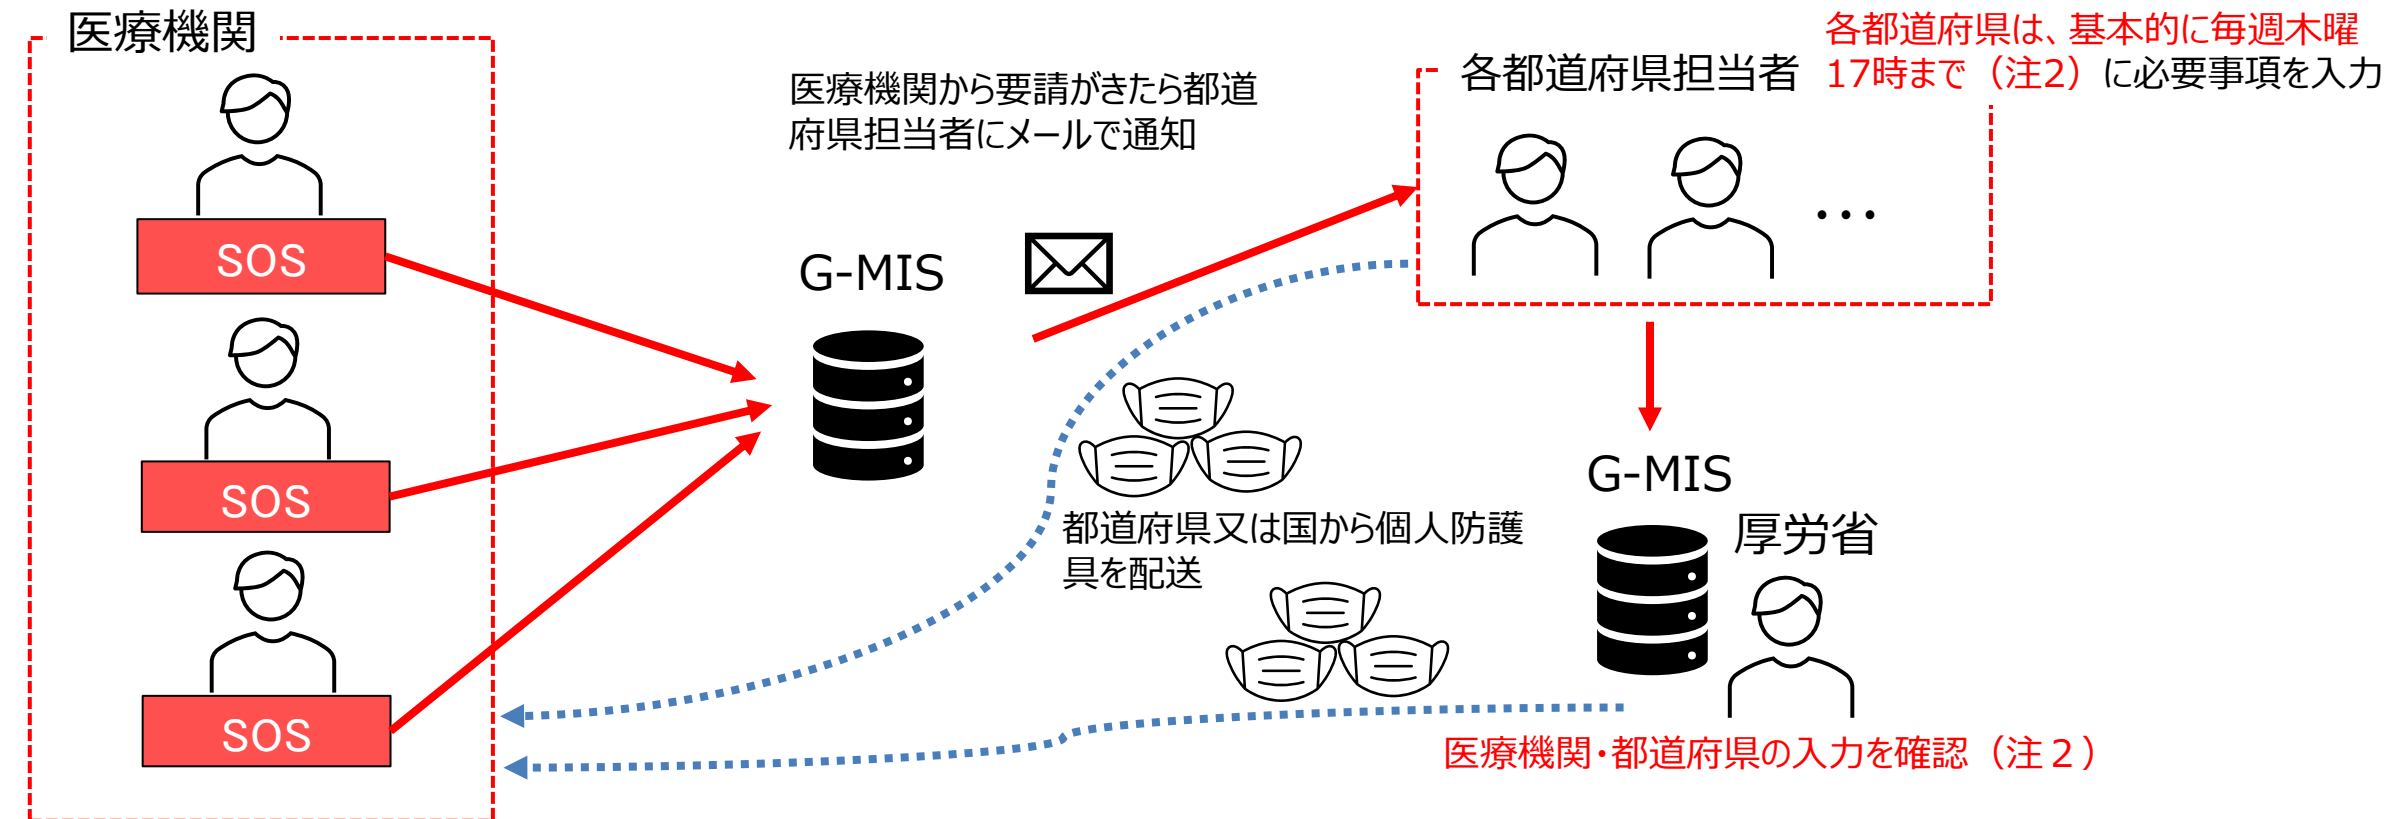 医療機関
SOS
SOS
SOS
医療機関から要請がきたら都道
府県担当者にメールで通知
G-MIS
各都道府県担当者
各都道府県は、基本的に毎週木曜
17時まで（注2）に必要事項を入力
…
都道府県又は国から個人防護
具を配送
G-MIS
厚労省
医療機関・都道府県の入力を確認（注２）